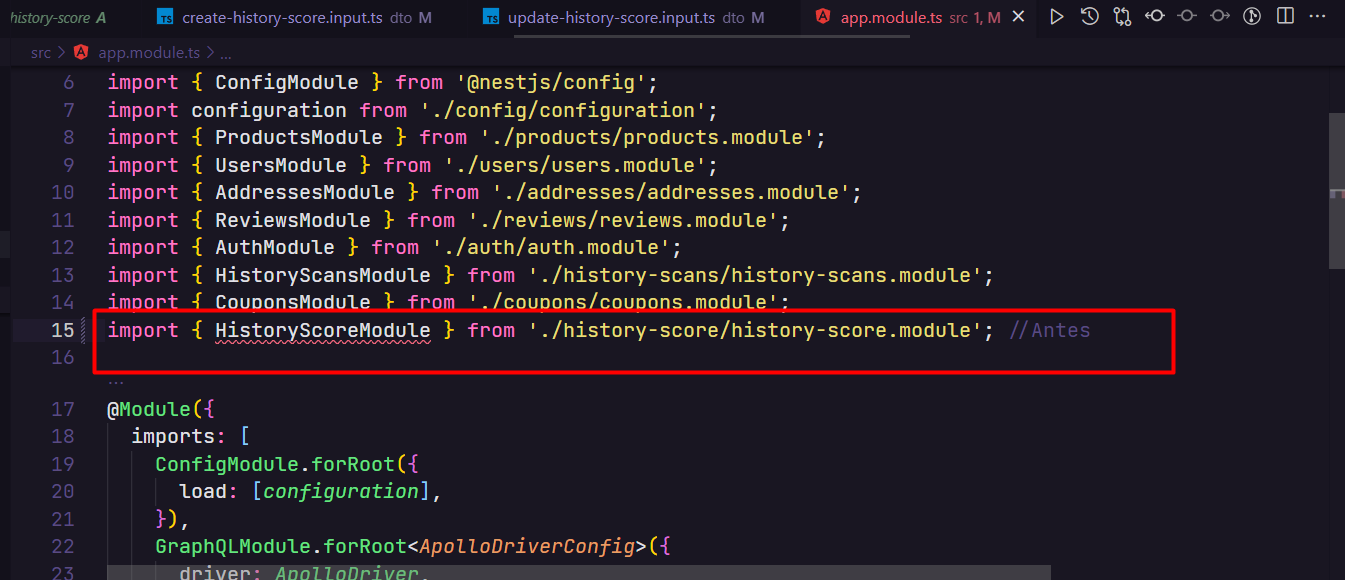 history-score A
TS create-history-score.input.ts dto M
TS update-history-score.input.ts dto M
A app.module.ts src 1, M
src > A app.module.ts > ...
6 import { ConfigModule } from '@nestjs/config';
7 import configuration from './config/configuration';
8 import { ProductsModule } from './products/products.module';
9 import { UsersModule } from './users/users.module';
10 import { AddressesModule } from './addresses/addresses.module';
11 import { ReviewsModule } from './reviews/reviews.module';
12 import { AuthModule } from './auth/auth.module';
13 import { HistoryScansModule } from './history-scans/history-scans.module';
14 import { CouponsModule } from './coupons/coupons.module';
15 import { HistoryScoreModule } from './history-score/history-score.module'; //Antes
16
...
17 @Module({
18 imports: [
19 ConfigModule.forRoot({
20 load: [configuration],
21 }),
22 GraphQLModule.forRoot<ApolloDriverConfig>({
23 driver: ApolloDriver,